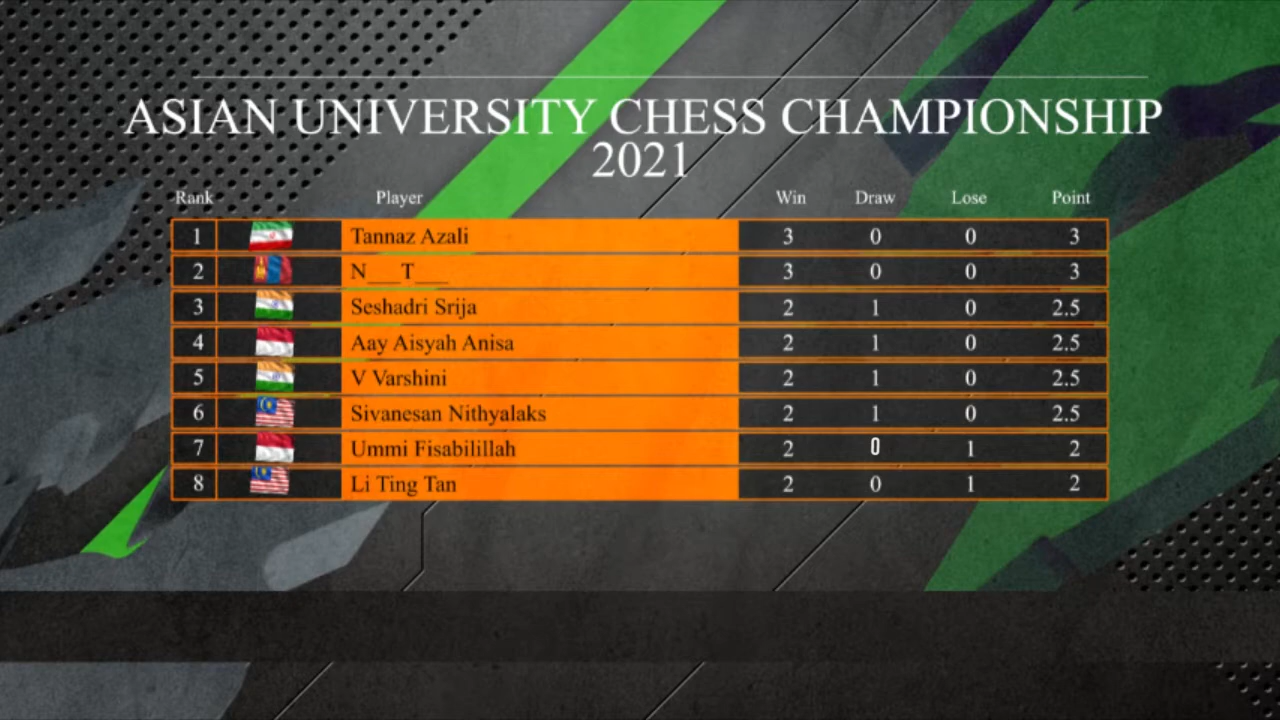 ASIAN UNIVERSITY CHESS CHAMPIONSHIP
2021
Rank Player Win Draw Lose Point
1 Tannaz Azali 3 0 0 3
2 N___T___ 3 0 0 3
3 Seshadri Srija 2 1 0 2.5
4 Aay Aisyah Anisa 2 1 0 2.5
5 V Varshini 2 1 0 2.5
6 Sivanesan Nithyalaks 2 1 0 2.5
7 Ummi Fisabilillah 2 0 1 2
8 Li Ting Tan 2 0 1 2